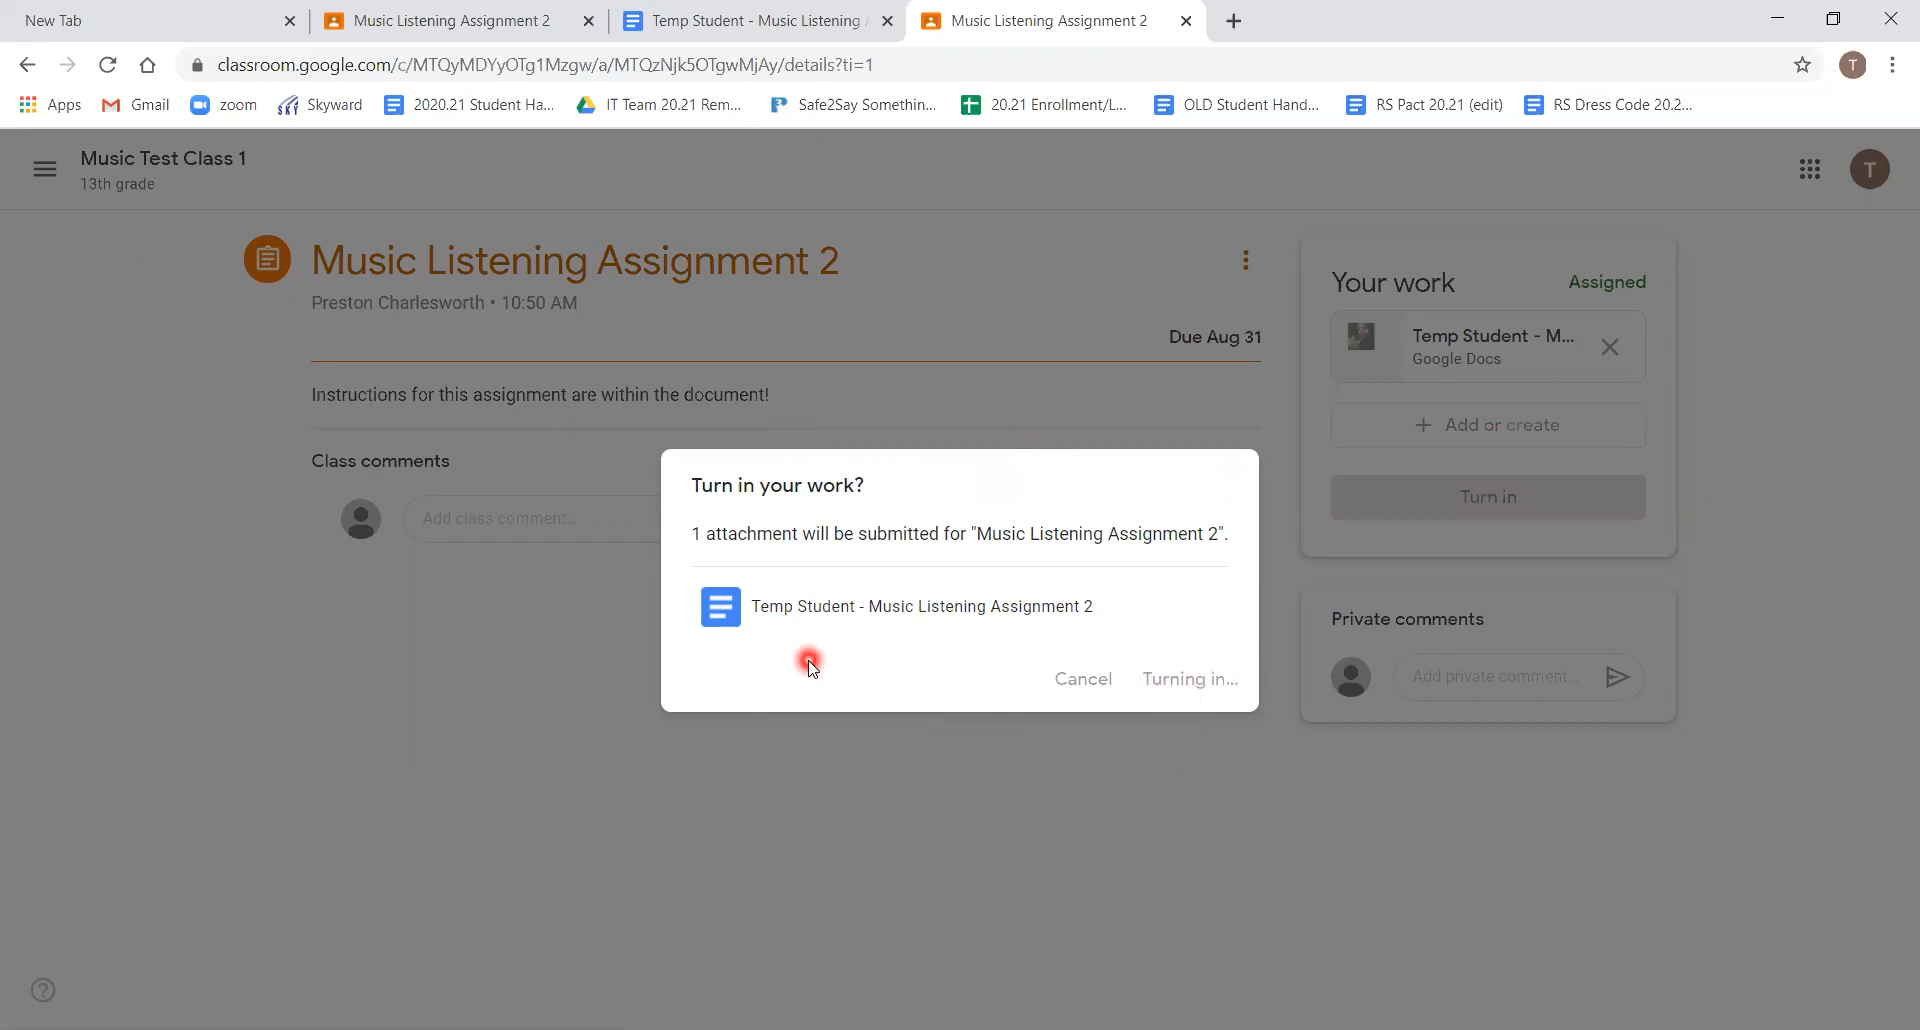 New Tab
Music Listening Assignment 2
Temp Student - Music Listening
Music Listening Assignment 2
classroom.google.com/c/MTQyMDYyOTg1Mzgw/a/MTQzNjk5OTgwMjAy/details?ti=1
T
Apps
Gmail
zoom
Skyward
2020.21 Student Ha...
IT Team 20.21 Rem...
Safe2Say Somethin...
20.21 Enrollment/L...
OLD Student Hand...
RS Pact 20.21 (edit)
RS Dress Code 20.2...
Music Test Class 1
13th grade
T
Music Listening Assignment 2
Preston Charlesworth • 10:50 AM
Due Aug 31
Instructions for this assignment are within the document!
Class comments
Add class comment...
Your work
Assigned
Temp Student - M...
Google Docs
+ Add or create
Turn in
Private comments
Add private comment...
Turn in your work?
1 attachment will be submitted for "Music Listening Assignment 2".
Temp Student - Music Listening Assignment 2
Cancel
Turning in...